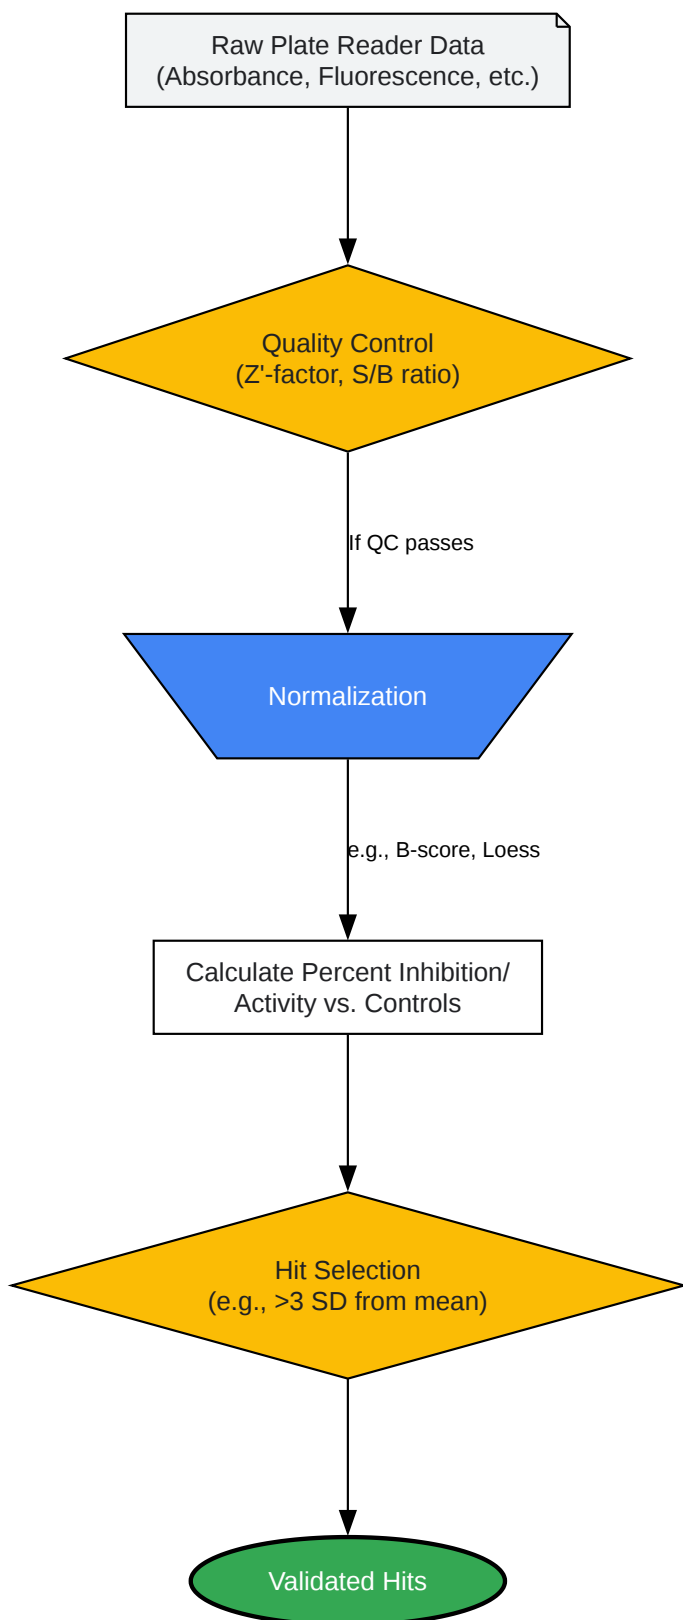 Raw Plate Reader Data
(Absorbance, Fluorescence, etc.)
Quality Control
(Z'-factor, S/B ratio)
If QC passes
Normalization
e.g., B-score, Loess
Calculate Percent Inhibition/
Activity vs. Controls
Hit Selection
(e.g., >3 SD from mean)
Validated Hits